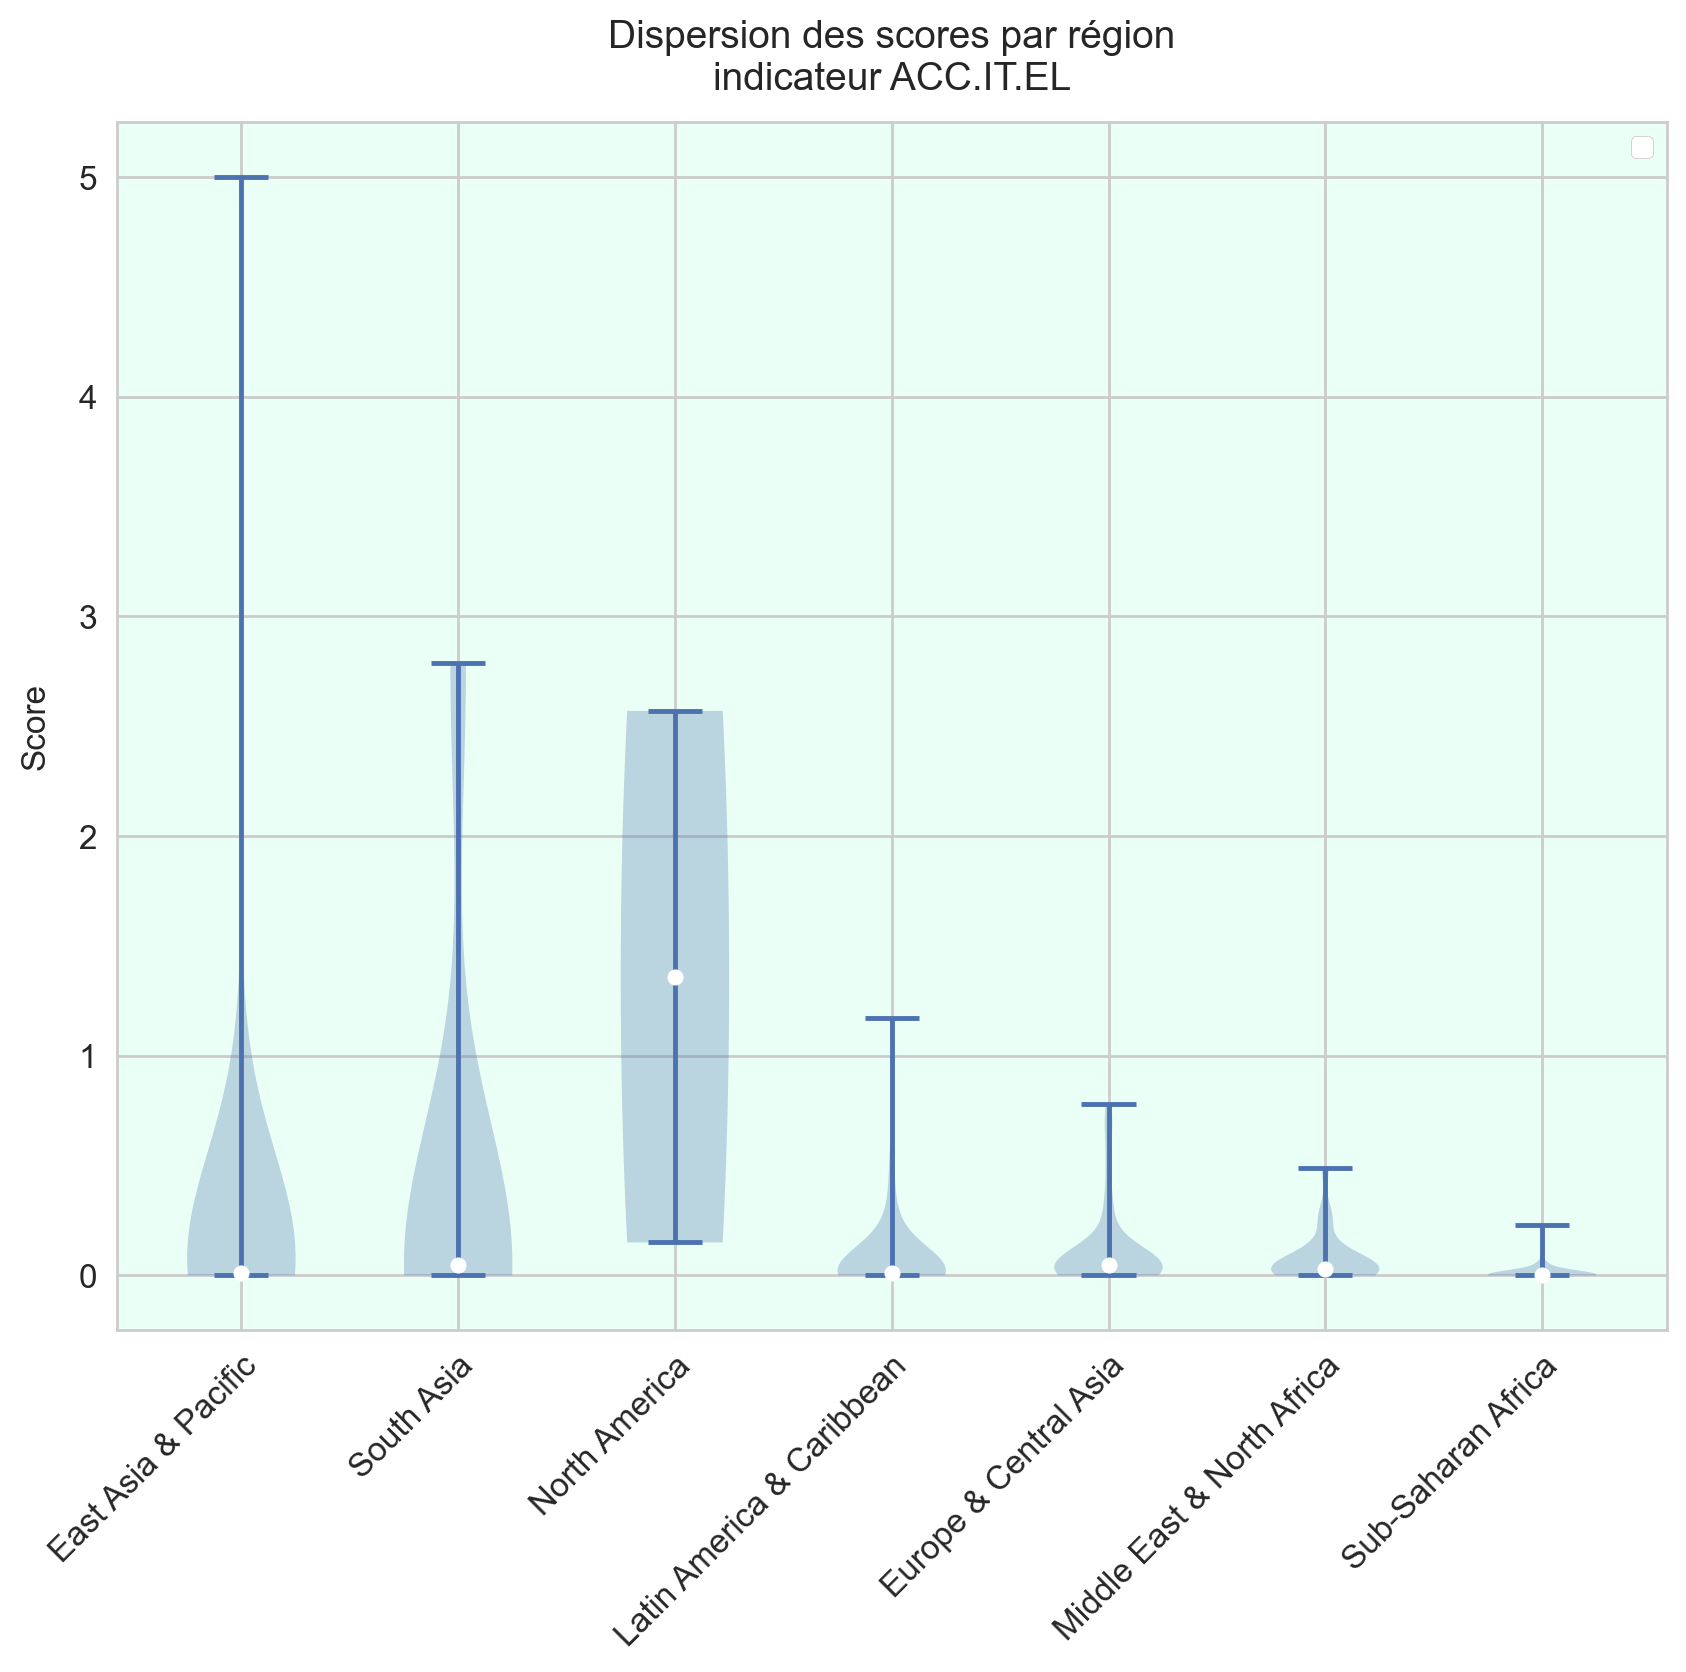 Dispersion des scores par région
indicateur ACC.IT.EL
Score
5
4
3
2
1
0
East Asia & Pacific
South Asia
North America
Latin America & Caribbean
Europe & Central Asia
Middle East & North Africa
Sub-Saharan Africa